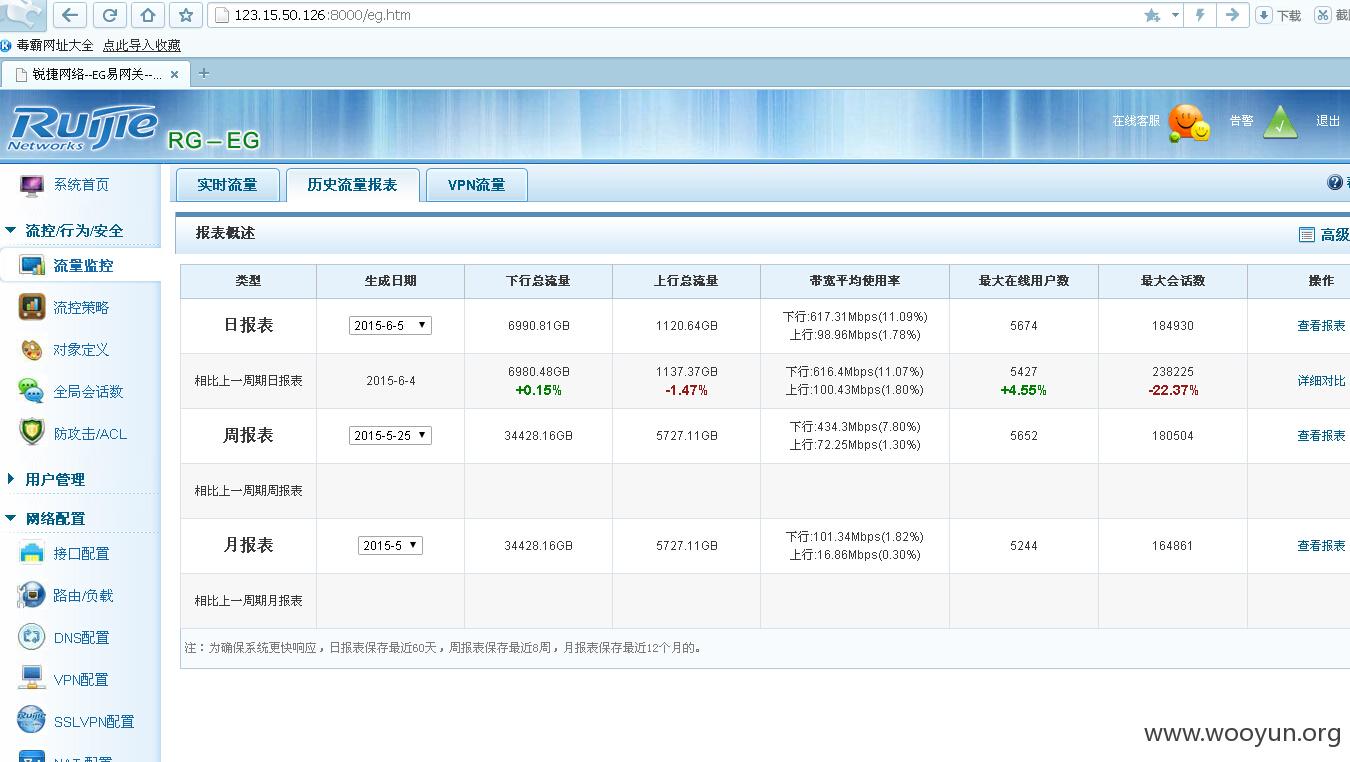 123.15.50.126:8000/eg.htm
下载
毒霸网址大全 点此导入收藏
锐捷网络--EG易网关--...
Ruijie Networks RG-EG
在线客服 告警 退出
系统首页
流控/行为/安全
流量监控
流控策略
对象定义
全局会话数
防攻击/ACL
用户管理
网络配置
接口配置
路由/负载
DNS配置
VPN配置
SSLVPN配置
实时流量 历史流量报表 VPN流量
报表概述
高级
类型 生成日期 下行总流量 上行总流量 带宽平均使用率 最大在线用户数 最大会话数 操作
日报表 2015-6-5 6990.81GB 1120.64GB 下行:617.31Mbps(11.09%) 上行:98.96Mbps(1.78%) 5674 184930 查看报表
相比上一周期日报表 2015-6-4 6980.48GB +0.15% 1137.37GB -1.47% 下行:616.4Mbps(11.07%) 上行:100.43Mbps(1.80%) 5427 +4.55% 238225 -22.37% 详细对比
周报表 2015-5-25 34428.16GB 5727.11GB 下行:434.3Mbps(7.80%) 上行:72.25Mbps(1.30%) 5652 180504 查看报表
相比上一周期周报表
月报表 2015-5 34428.16GB 5727.11GB 下行:101.34Mbps(1.82%) 上行:16.86Mbps(0.30%) 5244 164861 查看报表
相比上一周期月报表
注：为确保系统更快响应，日报表保存最近60天，周报表保存最近8周，月报表保存最近12个月的。
www.wooyun.org